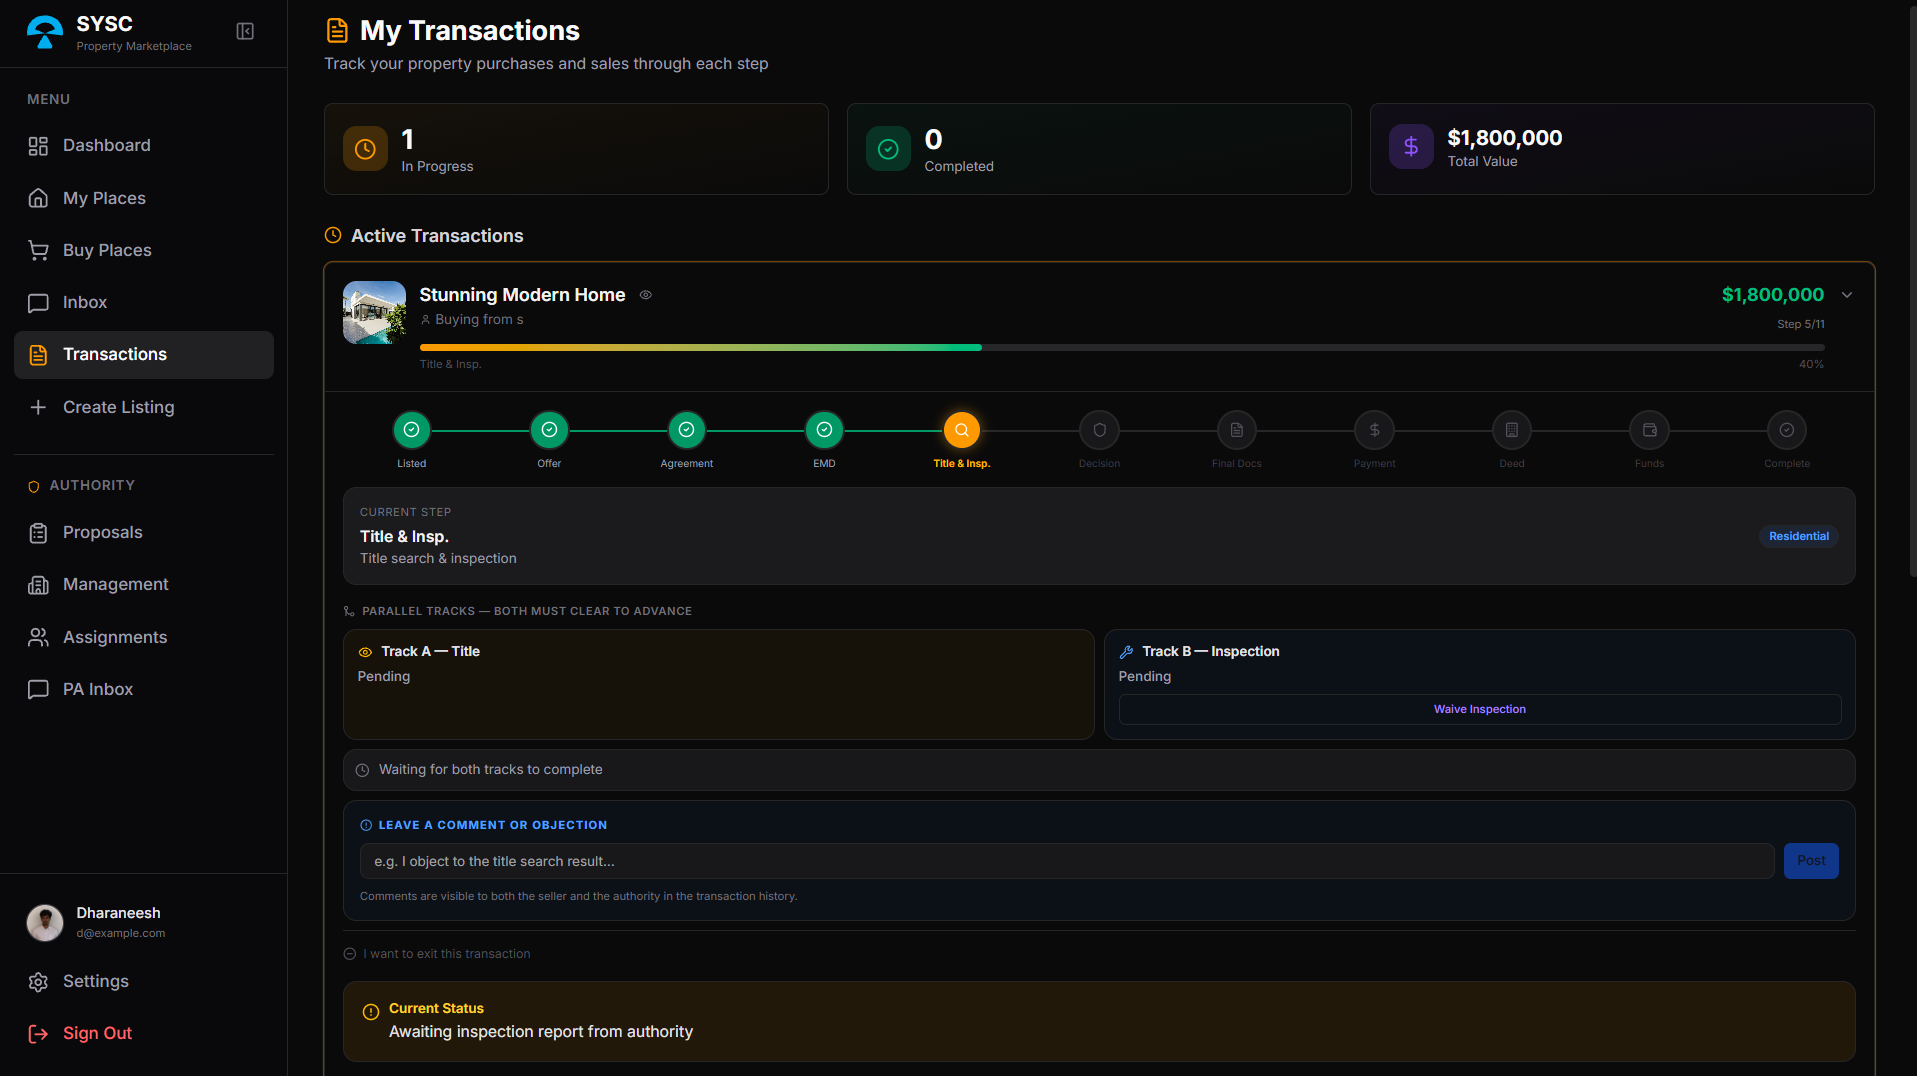 SYSC
Property Marketplace
MENU
Dashboard
My Places
Buy Places
Inbox
Transactions
Create Listing
AUTHORITY
Proposals
Management
Assignments
PA Inbox
Dharaneesh
d@example.com
Settings
Sign Out
My Transactions
Track your property purchases and sales through each step
1
In Progress
0
Completed
$1,800,000
Total Value
Active Transactions
Stunning Modern Home
Buying from s
$1,800,000
Step 5/11
Title & Insp.
40%
Listed
Offer
Agreement
EMD
Title & Insp.
Decision
Final Docs
Payment
Deed
Funds
Complete
CURRENT STEP
Title & Insp.
Title search & inspection
Residential
PARALLEL TRACKS — BOTH MUST CLEAR TO ADVANCE
Track A — Title
Pending
Track B — Inspection
Pending
Waive Inspection
Waiting for both tracks to complete
LEAVE A COMMENT OR OBJECTION
e.g. I object to the title search result...
Post
Comments are visible to both the seller and the authority in the transaction history.
I want to exit this transaction
Current Status
Awaiting inspection report from authority